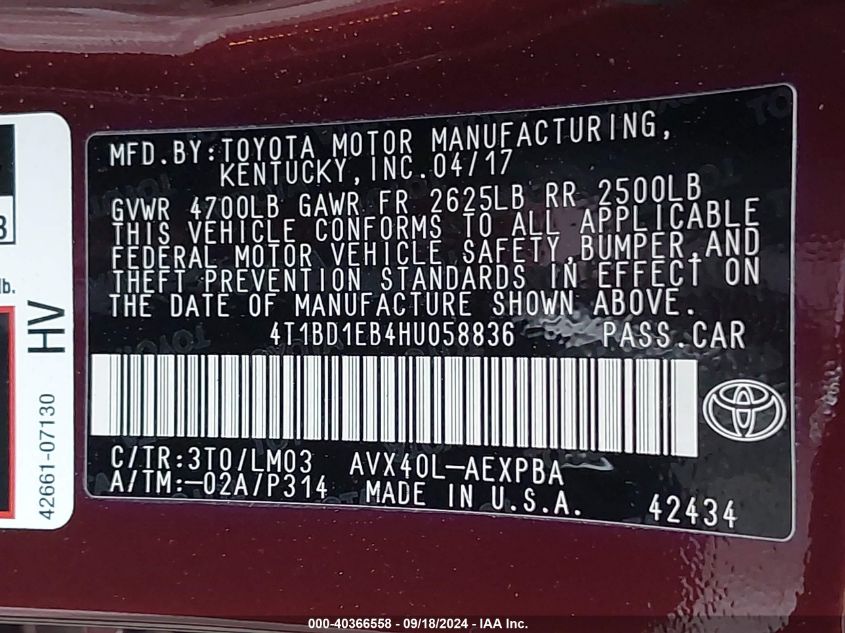 MFD.BY:TOYOTA MOTOR MANUFACTURING,
KENTUCKY,INC.04/17
GVWR 4700LB GAWR FR 2625LB RR 2500LB
THIS VEHICLE CONFORMS TO ALL APPLICABLE
FEDERAL MOTOR VEHICLE SAFETY,BUMPER,AND
THEFT PREVENTION STANDARDS IN EFFECT ON
THE DATE OF MANUFACTURE SHOWN ABOVE.
4T1BD1EB4HU058836 PASS.CAR
C/TR:3T0/LM03 AVX40L-AEXPBA
A/TM:-02A/P314 MADE IN U.S.A. 42434
lb.
HV
42661-07130
000-40366558 - 09/18/2024 - IAA Inc.